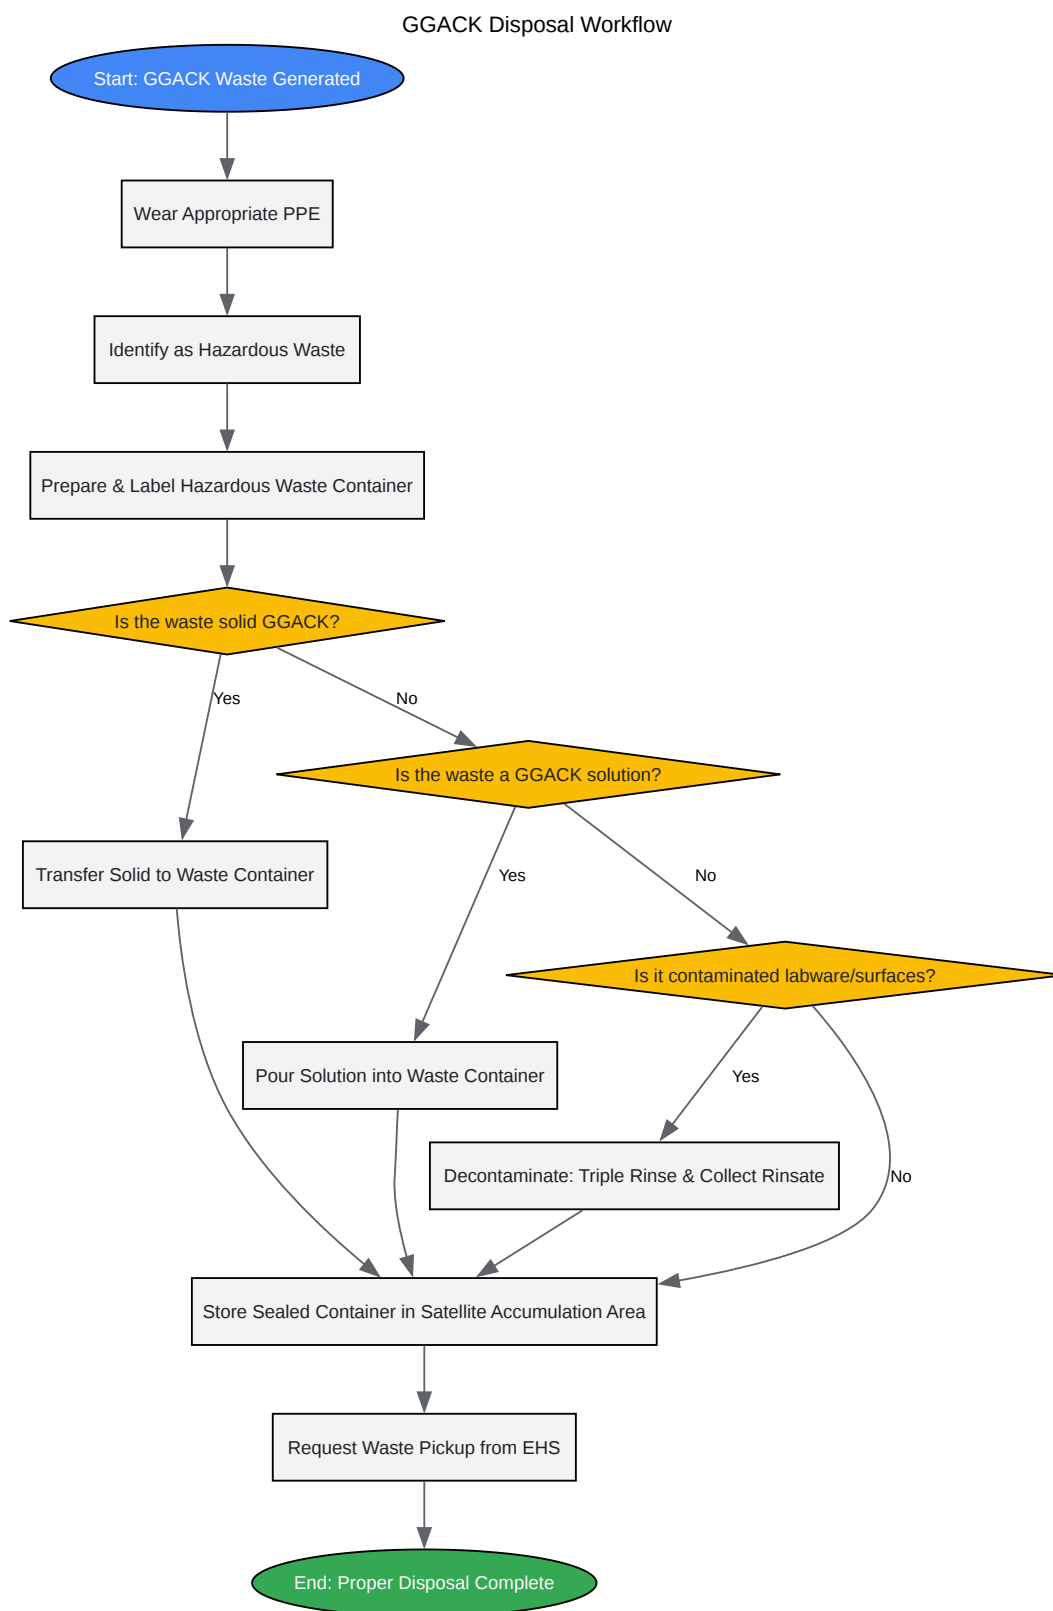 GGACK Disposal Workflow
Start: GGACK Waste Generated
Wear Appropriate PPE
Identify as Hazardous Waste
Prepare & Label Hazardous Waste Container
Is the waste solid GGACK?
Yes
No
Is the waste a GGACK solution?
Transfer Solid to Waste Container
Yes
No
Is it contaminated labware/surfaces?
Pour Solution into Waste Container
Yes
Decontaminate: Triple Rinse & Collect Rinsate
No
Store Sealed Container in Satellite Accumulation Area
Request Waste Pickup from EHS
End: Proper Disposal Complete